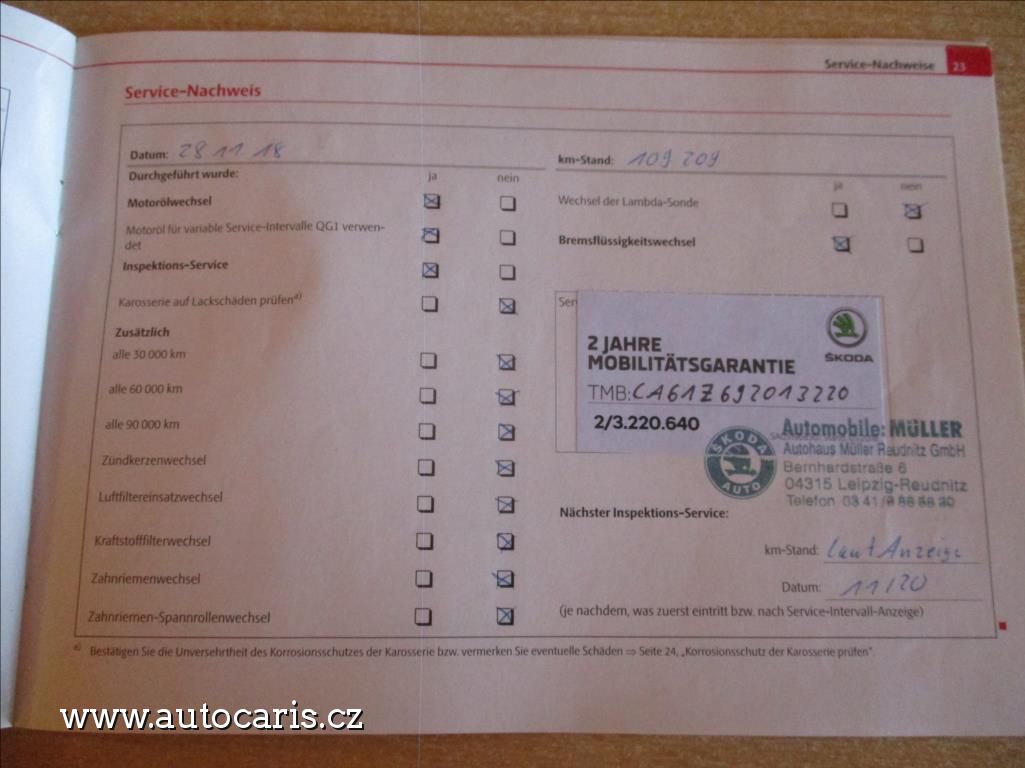 Service-Nachweise 23
Service-Nachweis
Datum: 28 11. 18
Durchgeführt wurde: ja nein
Motorölwechsel
Motoröl für variable Service-Intervalle QG1 verwen-
det
Inspektions-Service
Karosserie auf Lackschäden prüfen a)
Zusätzlich
alle 30 000 km
alle 60 000 km
alle 90 000 km
Zündkerzenwechsel
Luftfiltereinsatzwechsel
Kraftstofffilterwechsel
Zahnriemenwechsel
Zahnriemen-Spannrollenwechsel
km-Stand: 109 209
ja nein
Wechsel der Lambda-Sonde
Bremsflüssigkeitswechsel
Ser
2 JAHRE
MOBILITÄTSGARANTIE
ŠKODA
TMB: CA61Z692013220
2/3.220.640
ŠKODA
AUTO
Automobile: MÜLLER
Autohaus Müller Reudnitz GmbH
Bernhardstraße 6
04315 Leipzig-Reudnitz
Telefon 03 41
Nächster Inspektions-Service:
km-Stand: laut Anzeige
Datum: 11/20
(je nachdem, was zuerst eintritt bzw. nach Service-Intervall-Anzeige)
a) Bestätigen Sie die Unversehrtheit des Korrosionsschutzes der Karosserie bzw. vermerken Sie eventuelle Schäden ⇒ Seite 24, „Korrosionsschutz der Karosserie prüfen“.
www.autocaris.cz